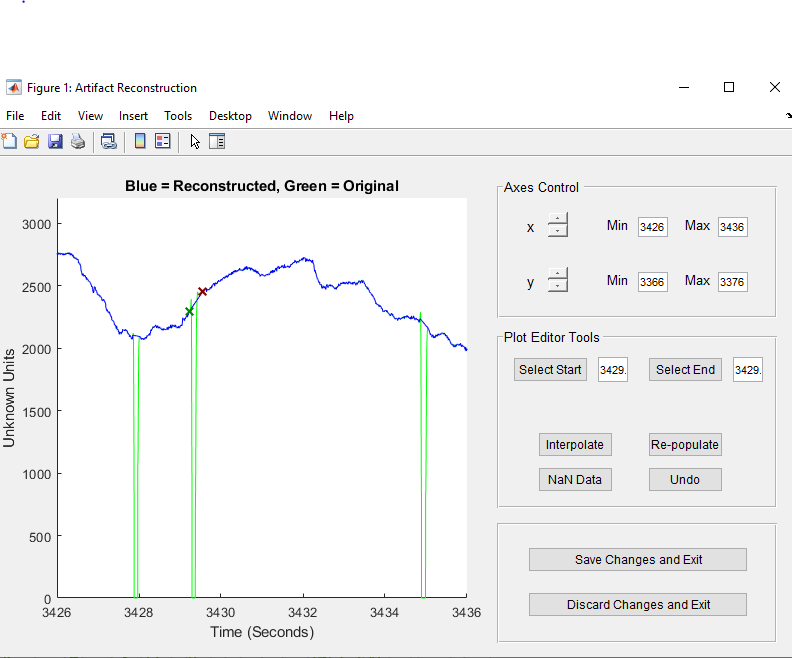 Figure 1: Artifact Reconstruction
File Edit View Insert Tools Desktop Window Help
Blue = Reconstructed, Green = Original
3000
2500
2000
1500
1000
500
0
Unknown Units
3426 3428 3430 3432 3434 3436
Time (Seconds)
Axes Control
x Min 3426 Max 3436
y Min 3366 Max 3376
Plot Editor Tools
Select Start 3429. Select End 3429.
Interpolate Re-populate
NaN Data Undo
Save Changes and Exit
Discard Changes and Exit